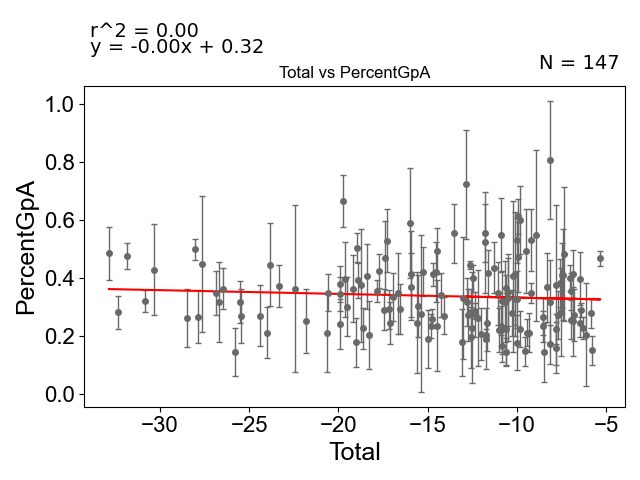 r^2 = 0.00
y = -0.00x + 0.32
N = 147
Total vs PercentGpA
1.0
0.8
0.6
0.4
0.2
0.0
PercentGpA
−30
−25
−20
−15
−10
−5
Total